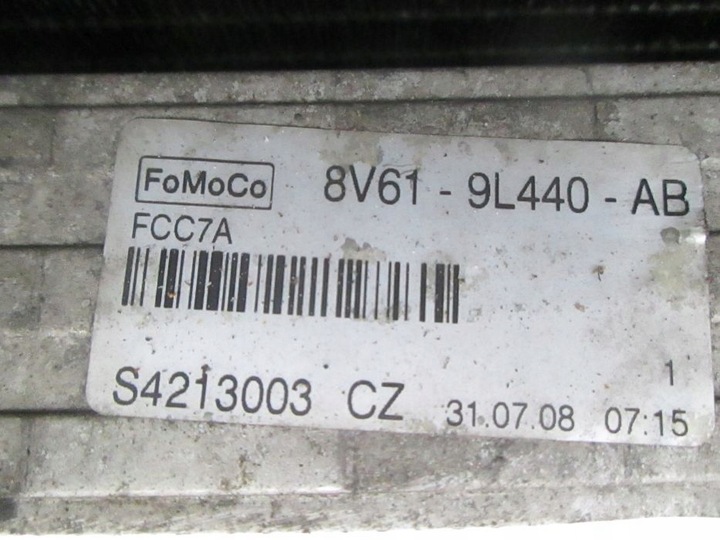 FoMoCo 8V61 - 9L440 - AB
FCC7A
1
S4213003 CZ 31.07.08 07:15